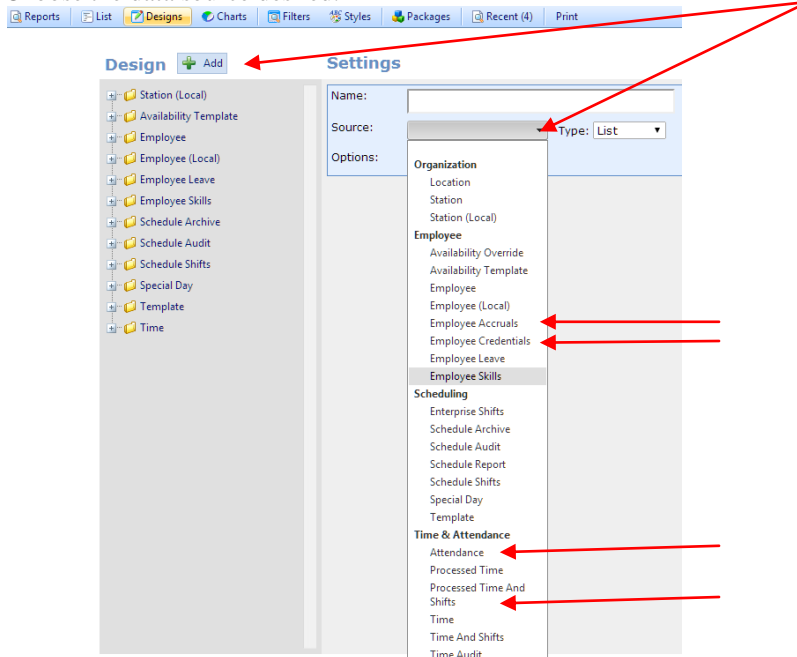 Reports List Designs Charts Filters Styles Packages Recent (4) Print
Design Add
Station (Local)
Availability Template
Employee
Employee (Local)
Employee Leave
Employee Skills
Schedule Archive
Schedule Audit
Schedule Shifts
Special Day
Template
Time
Settings
Name:
Source: Type: List
Options:
Organization
Location
Station
Station (Local)
Employee
Availability Override
Availability Template
Employee
Employee (Local)
Employee Accruals
Employee Credentials
Employee Leave
Employee Skills
Scheduling
Enterprise Shifts
Schedule Archive
Schedule Audit
Schedule Report
Schedule Shifts
Special Day
Template
Time & Attendance
Attendance
Processed Time
Processed Time And
Shifts
Time
Time And Shifts
Time Audit